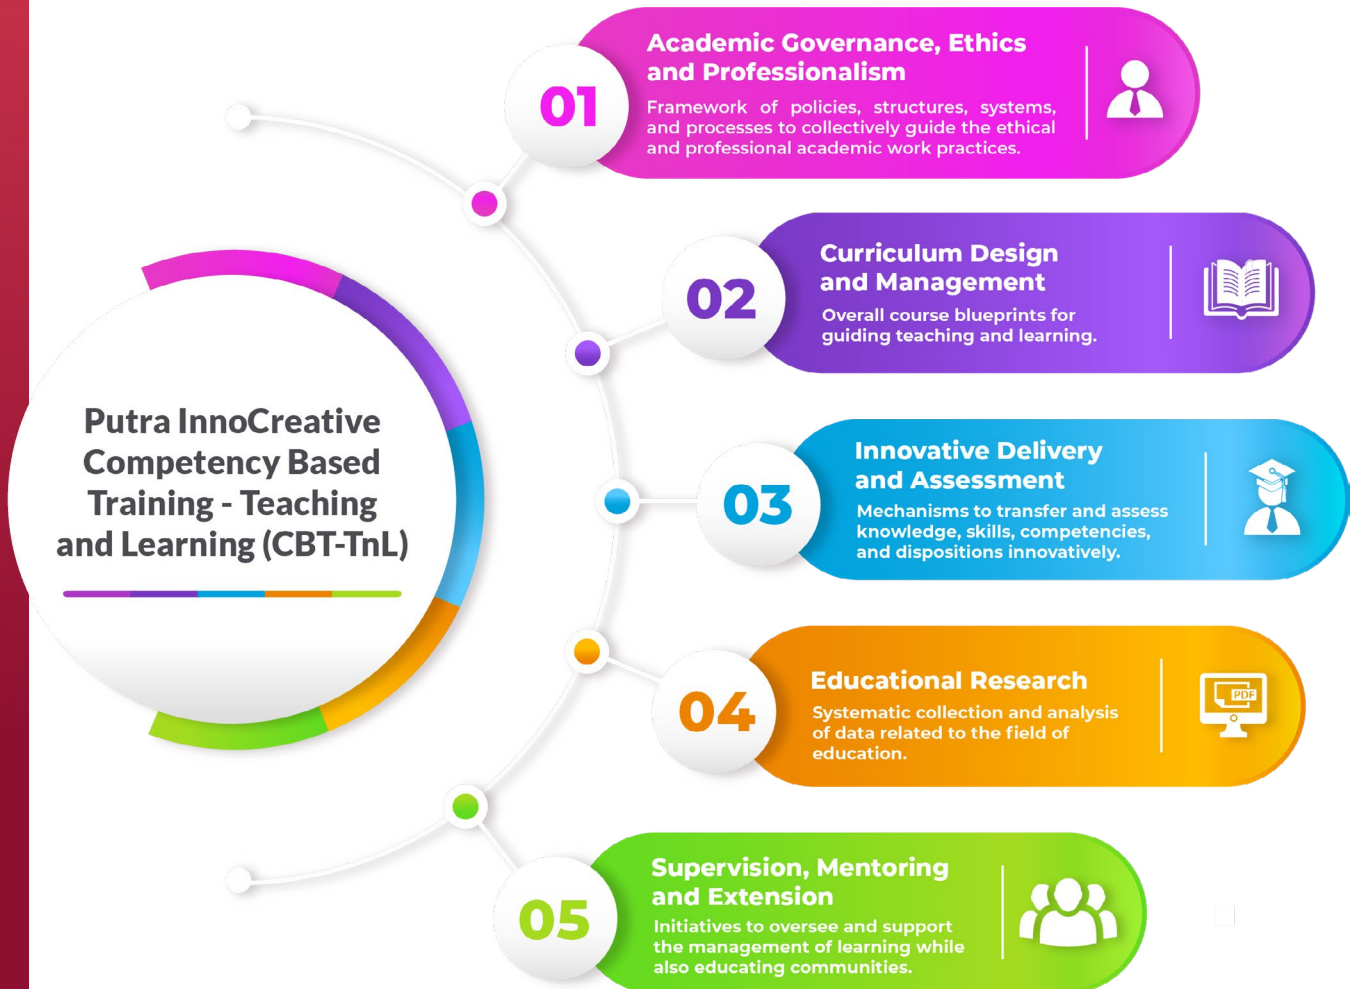 Putra InnoCreative
Competency Based
Training - Teaching
and Learning (CBT-TnL)
01
Academic Governance, Ethics
and Professionalism
Framework of policies, structures, systems,
and processes to collectively guide the ethical
and professional academic work practices.
02
Curriculum Design
and Management
Overall course blueprints for
guiding teaching and learning.
03
Innovative Delivery
and Assessment
Mechanisms to transfer and assess
knowledge, skills, competencies,
and dispositions innovatively.
04
Educational Research
Systematic collection and analysis
of data related to the field of
education.
PDF
05
Supervision, Mentoring
and Extension
Initiatives to oversee and support
the management of learning while
also educating communities.